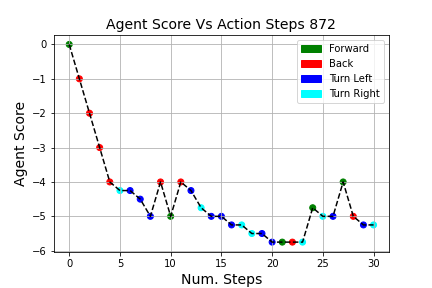 Agent Score Vs Action Steps 872
Forward
Back
Turn Left
Turn Right
Agent Score
0
−1
−2
−3
−4
−5
−6
0 5 10 15 20 25 30
Num. Steps